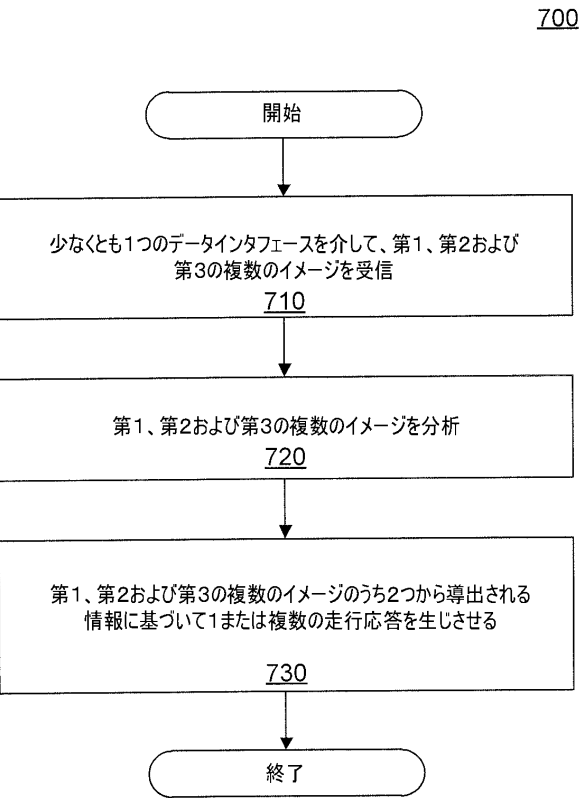 700
開始
少なくとも1つのデータインタフェースを介して、第1、第2および
第3の複数のイメージを受信
710
第1、第2および第3の複数のイメージを分析
720
第1、第2および第3の複数のイメージのうち2つから導出される
情報に基づいて1または複数の走行応答を生じさせる
730
終了